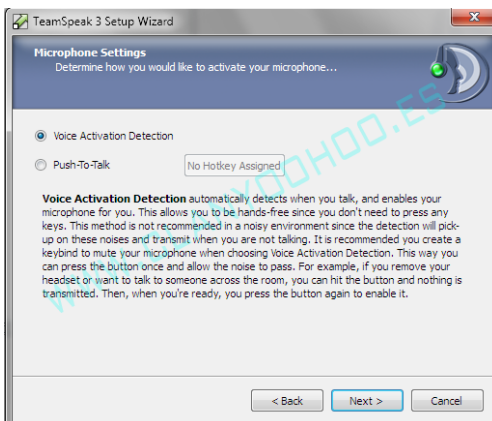 TeamSpeak 3 Setup Wizard
Microphone Settings
Determine how you would like to activate your microphone...
Voice Activation Detection
Push-To-Talk
No Hotkey Assigned
Voice Activation Detection automatically detects when you talk, and enables your
microphone for you. This allows you to be hands-free since you don't need to press any
keys. This method is not recommended in a noisy environment since the detection will pick-
up on these noises and transmit when you are not talking. It is recommended you create a
keybind to mute your microphone when choosing Voice Activation Detection. This way you
can press the button once and allow the noise to pass. For example, if you remove your
headset or want to talk to someone across the room, you can hit the button and nothing is
transmitted. Then, when you're ready, you press the button again to enable it.
< Back
Next >
Cancel